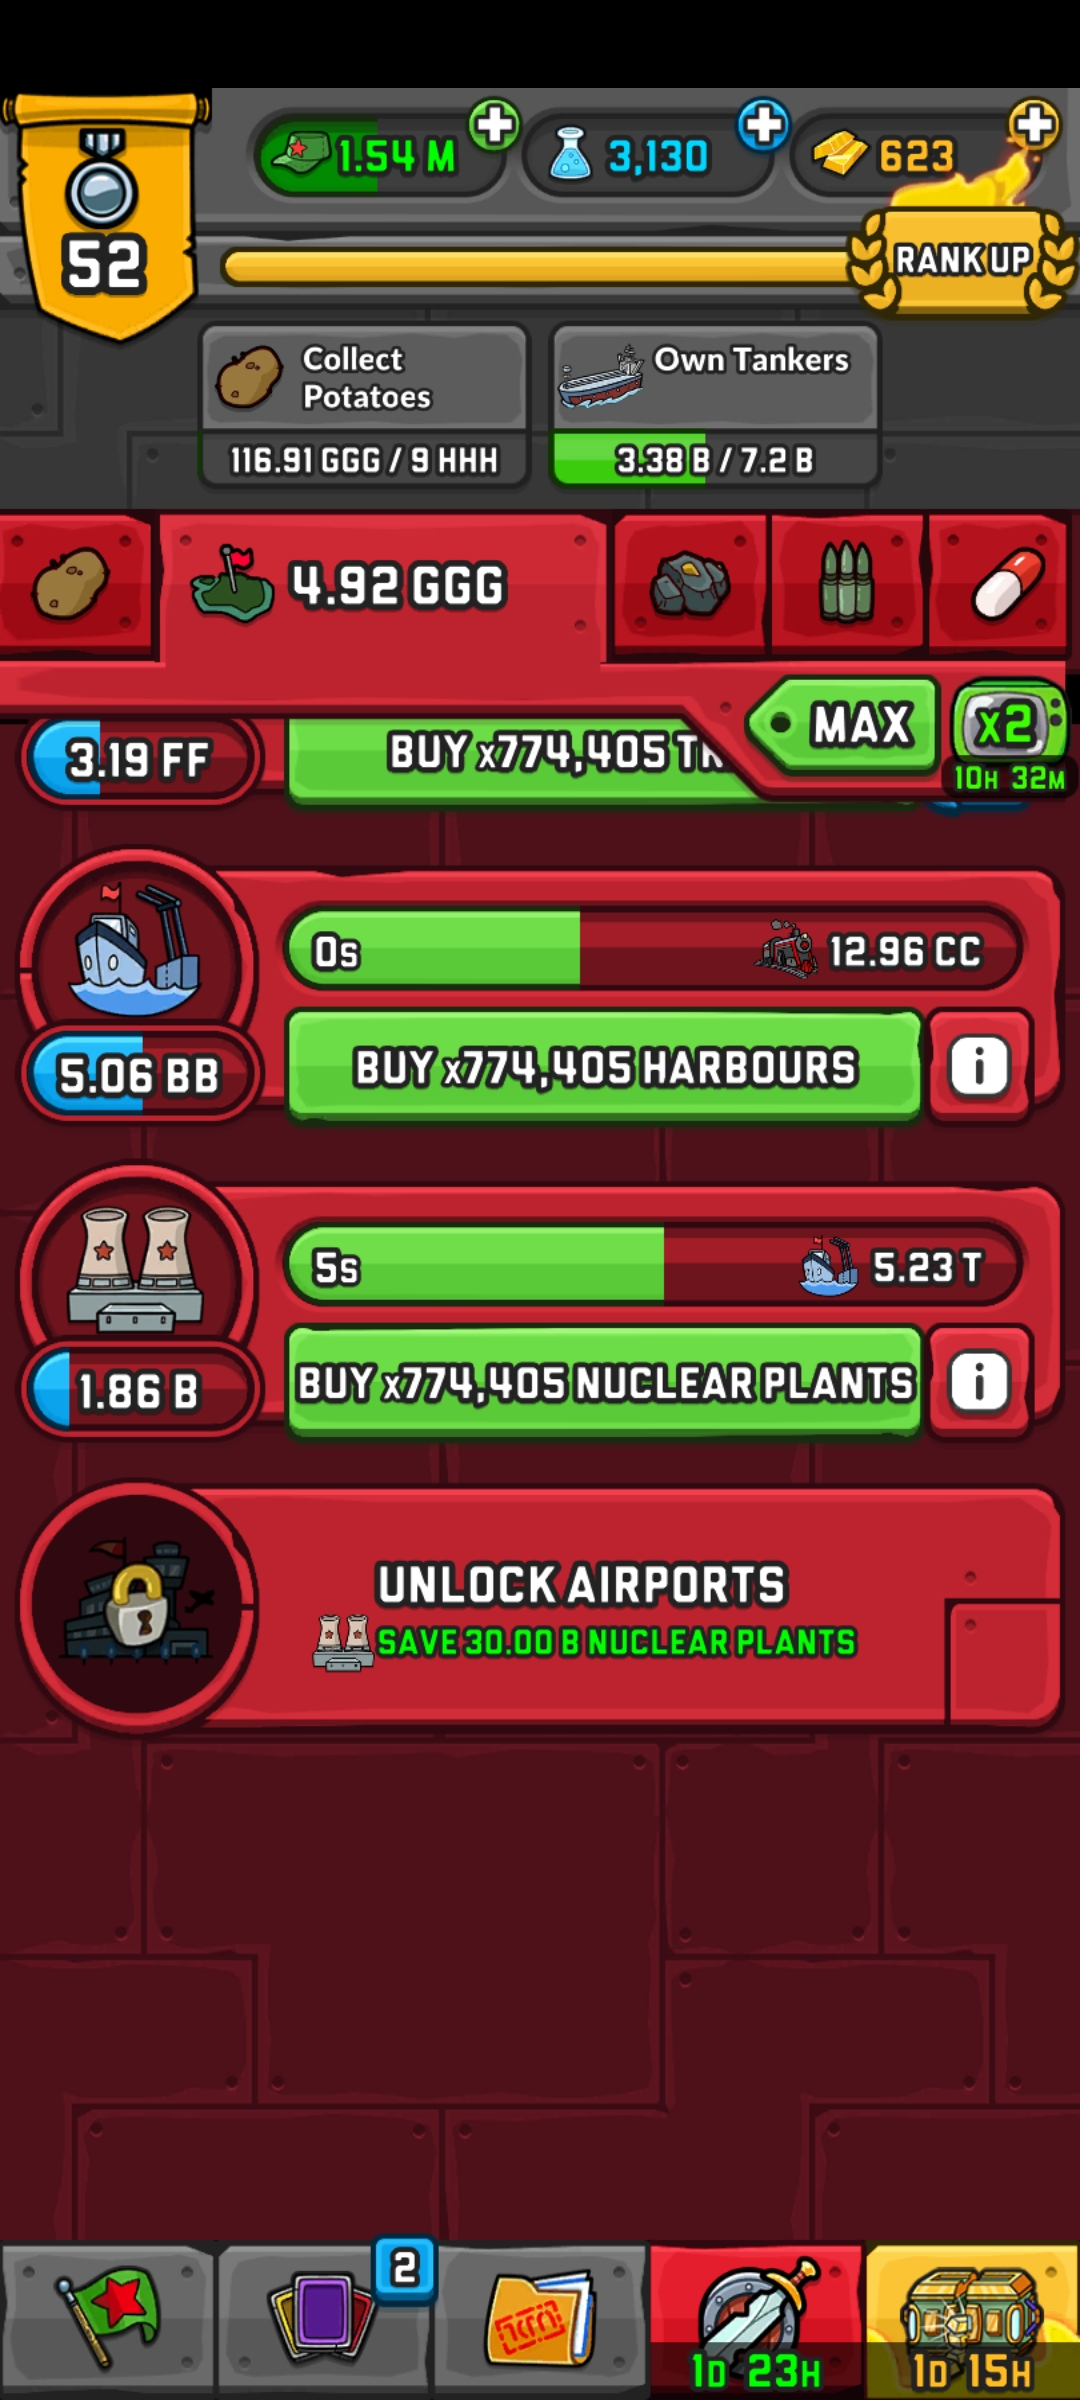 1.54 M
3,130
623
52
RANK UP
Collect
Potatoes
Own Tankers
116.91 GGG / 9 HHH
3.38 B / 7.2 B
4.92 GGG
MAX
x2
10H 32M
3.19 FF
BUY x774,405
0s
12.96 CC
5.06 BB
BUY x774,405 HARBOURS
i
5s
5.23 T
1.86 B
BUY x774,405 NUCLEAR PLANTS
i
UNLOCK AIRPORTS
SAVE 30.00 B NUCLEAR PLANTS
2
1D 23H
1D 15H